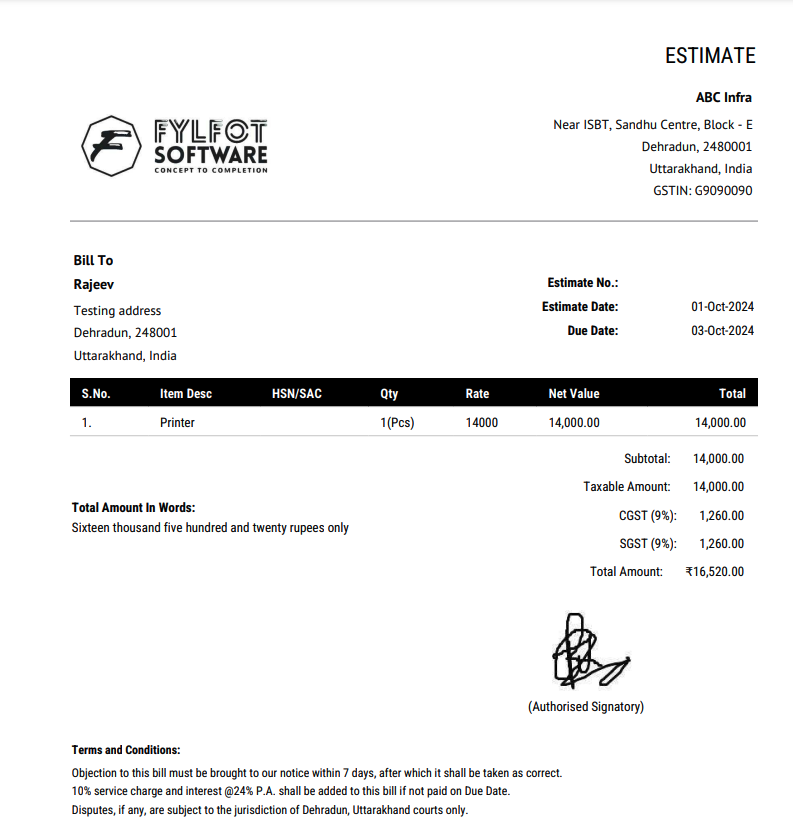 ESTIMATE
ABC Infra
FYLFOT
SOFTWARE
CONCEPT TO COMPLETION
Near ISBT, Sandhu Centre, Block - E
Dehradun, 2480001
Uttarakhand, India
GSTIN: G9090090
Bill To
Rajeev
Testing address
Dehradun, 248001
Uttarakhand, India
Estimate No.:
Estimate Date: 01-Oct-2024
Due Date: 03-Oct-2024
S.No. Item Desc HSN/SAC Qty Rate Net Value Total
1. Printer 1(Pcs) 14000 14,000.00 14,000.00
Subtotal: 14,000.00
Taxable Amount: 14,000.00
CGST (9%): 1,260.00
SGST (9%): 1,260.00
Total Amount: ₹16,520.00
Total Amount In Words:
Sixteen thousand five hundred and twenty rupees only
(Authorised Signatory)
Terms and Conditions:
Objection to this bill must be brought to our notice within 7 days, after which it shall be taken as correct.
10% service charge and interest @24% P.A. shall be added to this bill if not paid on Due Date.
Disputes, if any, are subject to the jurisdiction of Dehradun, Uttarakhand courts only.